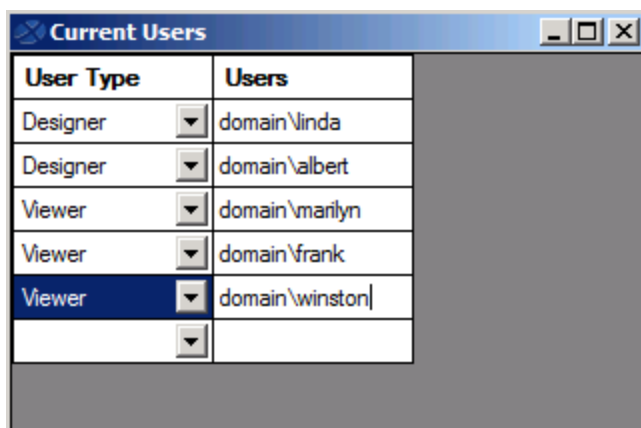 Current Users
User Type Users
Designer domain\linda
Designer domain\albert
Viewer domain\marilyn
Viewer domain\frank
Viewer domain\winston